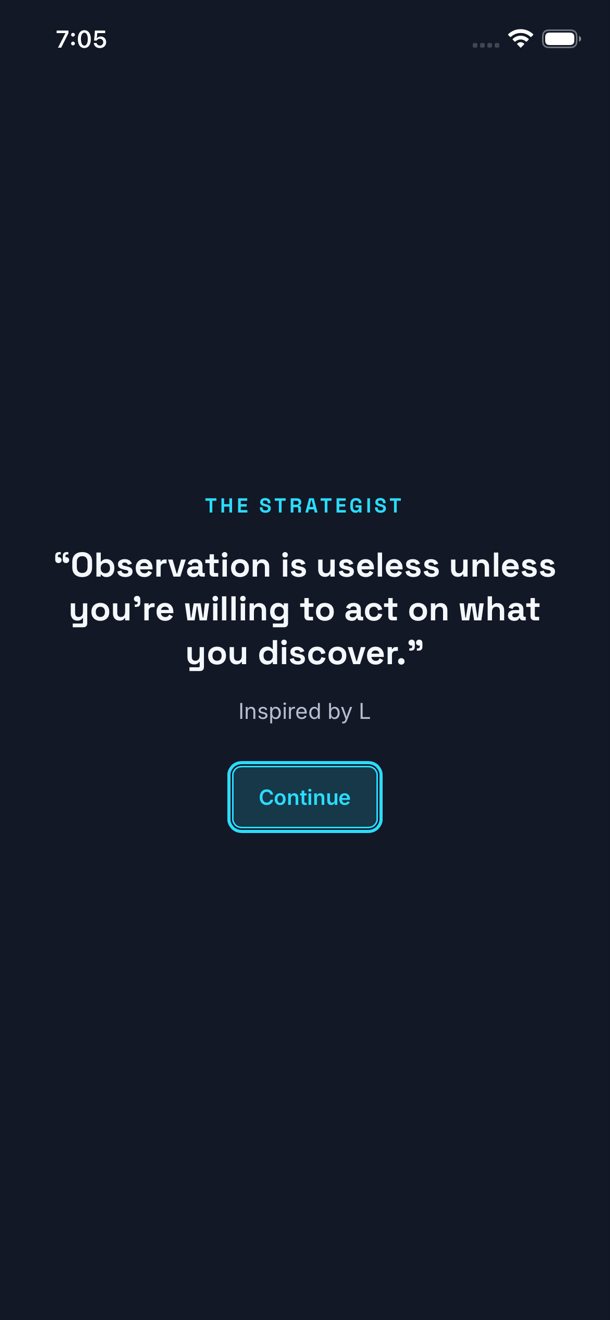 7:05
THE STRATEGIST
“Observation is useless unless
you’re willing to act on what
you discover.”
Inspired by L
Continue